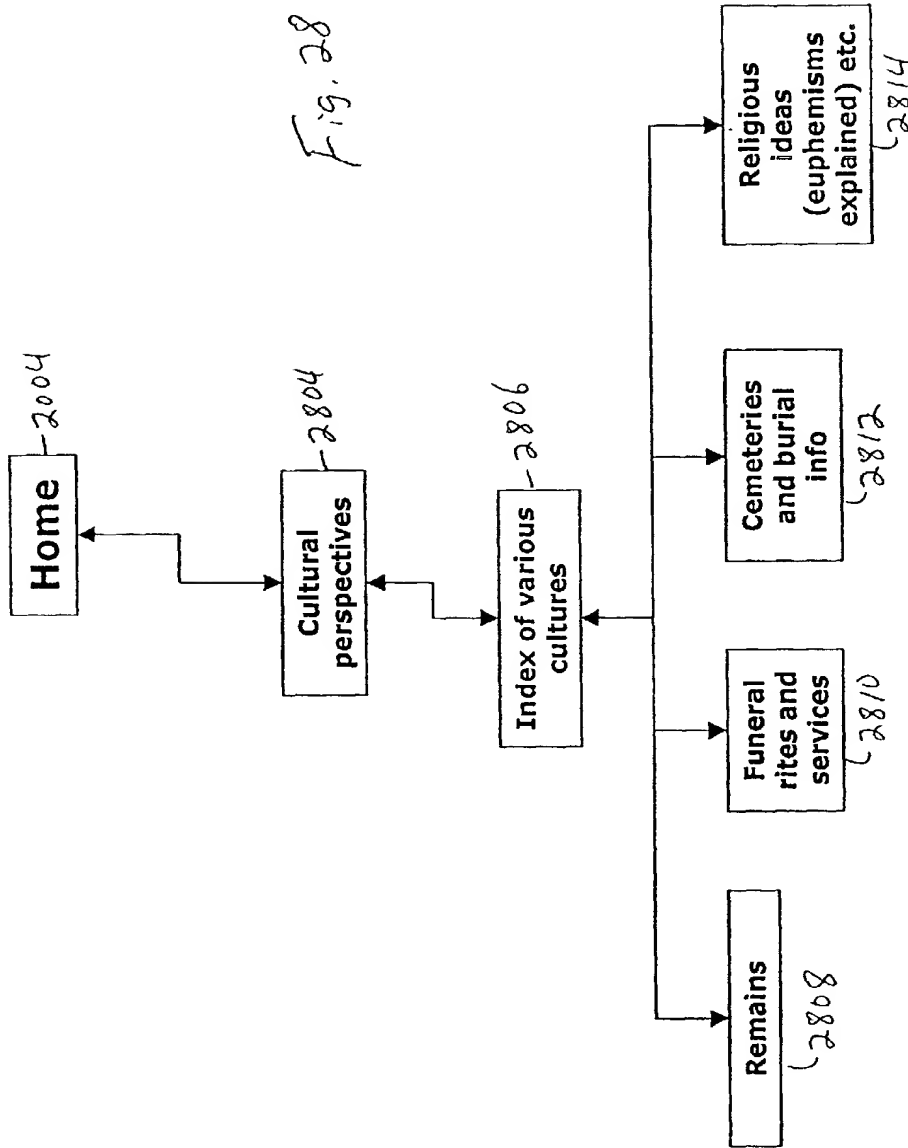 Fig. 28
Home
2004
Cultural
perspectives
2804
Index of various
cultures
2806
Remains
2808
Funeral
rites and
services
2810
Cemeteries
and burial
info
2812
Religious
ideas
(euphemisms
explained) etc.
2814